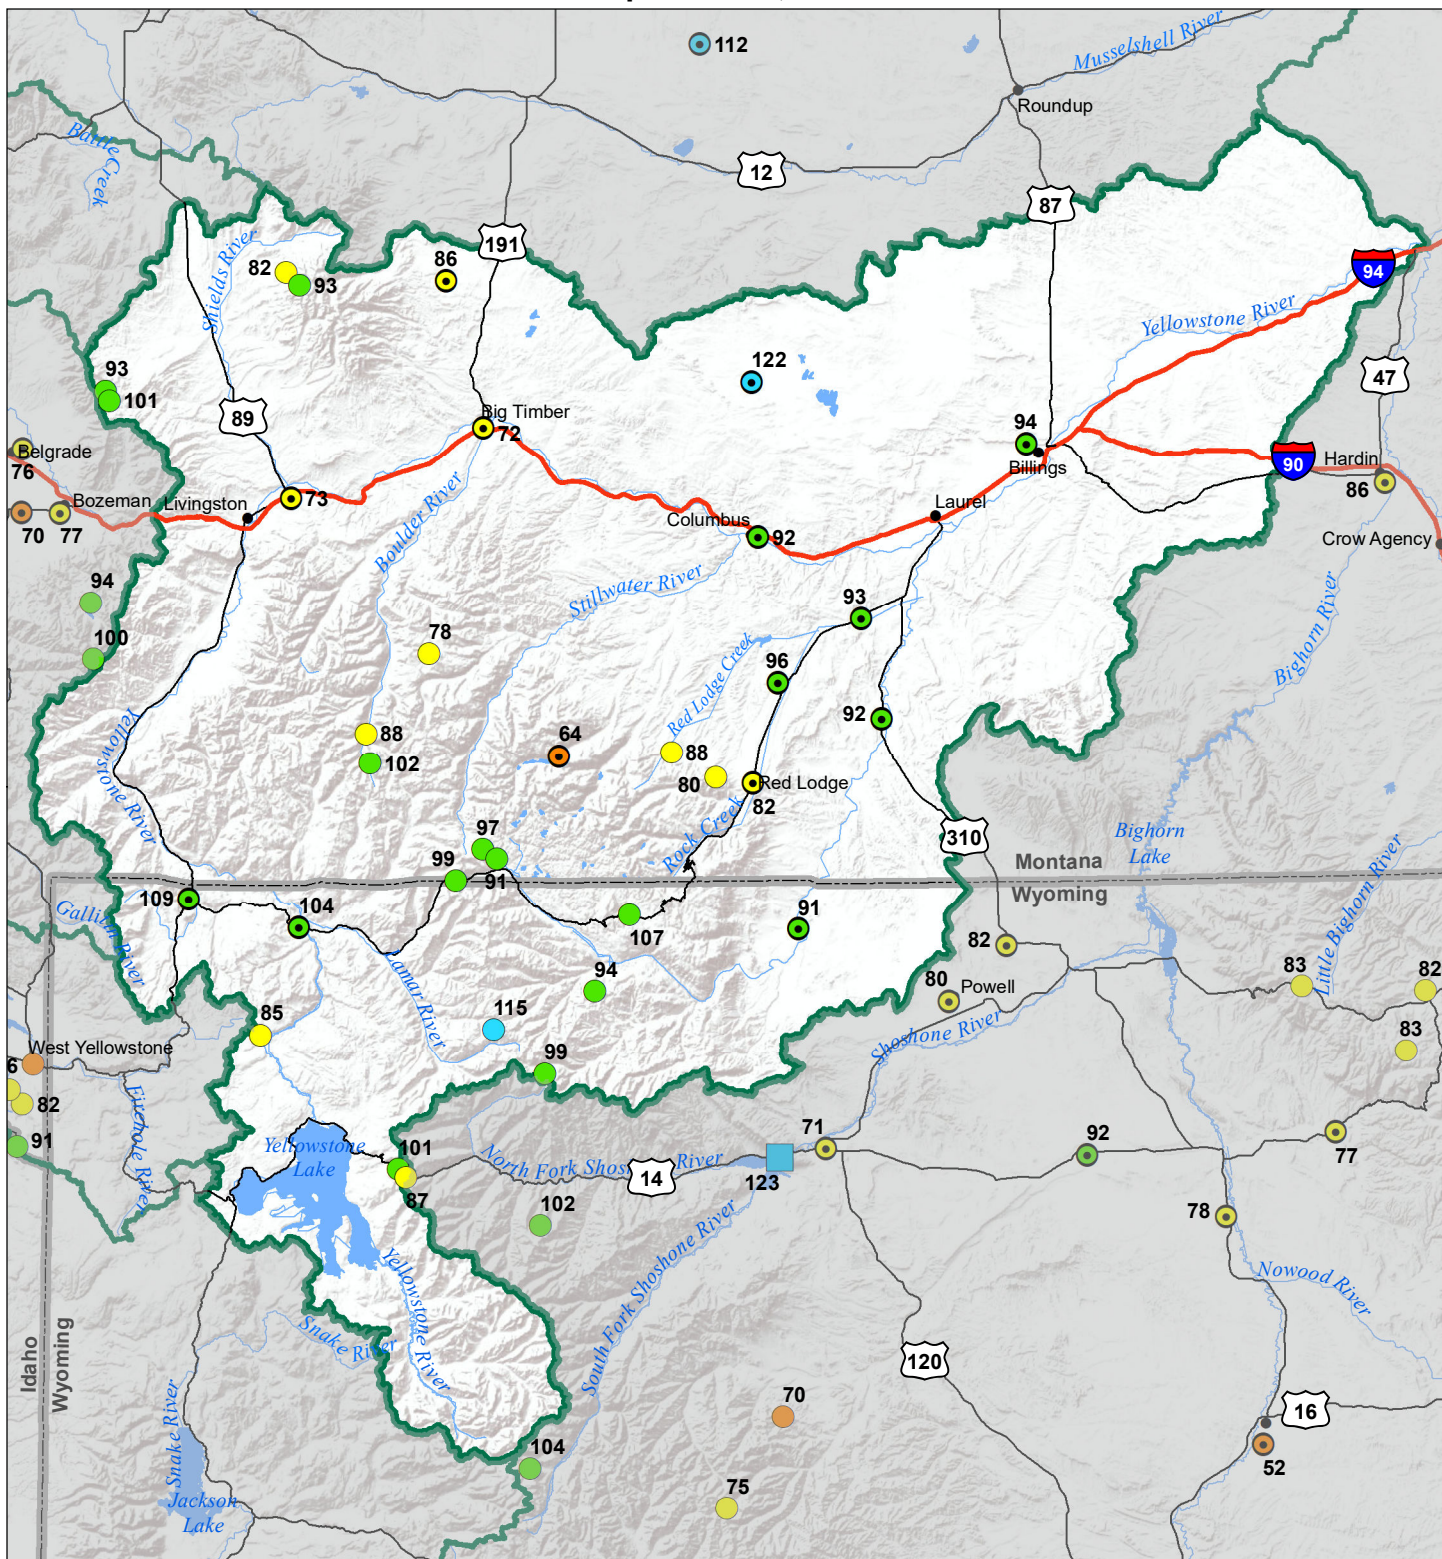 112
Musselshell River
Roundup
Battle Creek
12
87
191
82
93
86
Shields River
94
Yellowstone River
93
101
122
47
89
Big Timber
72
94
Billings
Belgrade
76
90
Hardin
86
Bozeman
Livingston
73
70
77
Boulder River
Columbus
92
Laurel
Crow Agency
94
100
Stillwater River
93
Bighorn River
78
Red Lodge Creek
96
92
Yellowstone River
88
102
64
88
80
Red Lodge
82
97
99
91
Rock Creek
310
Bighorn
Lake
Montana
Wyoming
Little Bighorn River
109
Gallatin River
104
107
91
82
Lamar River
94
80
Powell
83
82
115
85
Shoshone River
83
West Yellowstone
6
82
99
91
Firehole River
Yellowstone
Lake
101
87
North Fork Shoshone River
14
123
71
92
77
102
78
South Fork Shoshone River
Yellowstone River
Nowood River
Snake River
Idaho
Wyoming
120
70
16
52
Snake River
104
75
Jackson
Lake